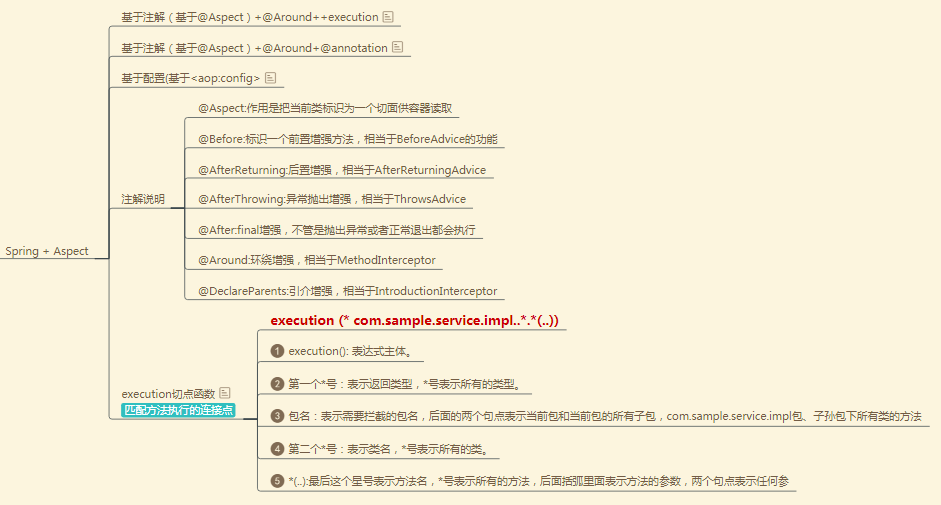 基于注解（基于@Aspect）+@Around++execution
基于注解（基于@Aspect）+@Around+@annotation
基于配置(基于<aop:config>
@Aspect:作用是把当前类标识为一个切面供容器读取
@Before:标识一个前置增强方法，相当于BeforeAdvice的功能
@AfterReturning:后置增强，相当于AfterReturningAdvice
注解说明
@AfterThrowing:异常抛出增强，相当于ThrowsAdvice
@After:final增强，不管是抛出异常或者正常退出都会执行
Spring + Aspect
@Around:环绕增强，相当于MethodInterceptor
@DeclareParents:引介增强，相当于IntroductionInterceptor
execution (* com.sample.service.impl..*.*(..))
1 execution(): 表达式主体。
2 第一个*号：表示返回类型，*号表示所有的类型。
execution切点函数
匹配方法执行的连接点
3 包名：表示需要拦截的包名，后面的两个句点表示当前包和当前包的所有子包，com.sample.service.impl包、子孙包下所有类的方法
4 第二个*号：表示类名，*号表示所有的类。
5 *(..):最后这个星号表示方法名，*号表示所有的方法，后面括弧里面表示方法的参数，两个句点表示任何参